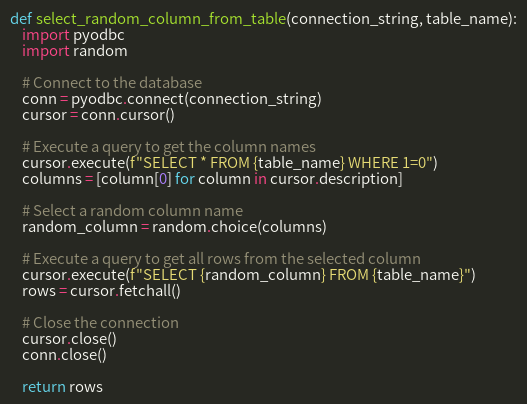 def select_random_column_from_table(connection_string, table_name):
    import pyodbc
    import random

    # Connect to the database
    conn = pyodbc.connect(connection_string)
    cursor = conn.cursor()

    # Execute a query to get the column names
    cursor.execute(f"SELECT * FROM {table_name} WHERE 1=0")
    columns = [column[0] for column in cursor.description]

    # Select a random column name
    random_column = random.choice(columns)

    # Execute a query to get all rows from the selected column
    cursor.execute(f"SELECT {random_column} FROM {table_name}")
    rows = cursor.fetchall()

    # Close the connection
    cursor.close()
    conn.close()

    return rows